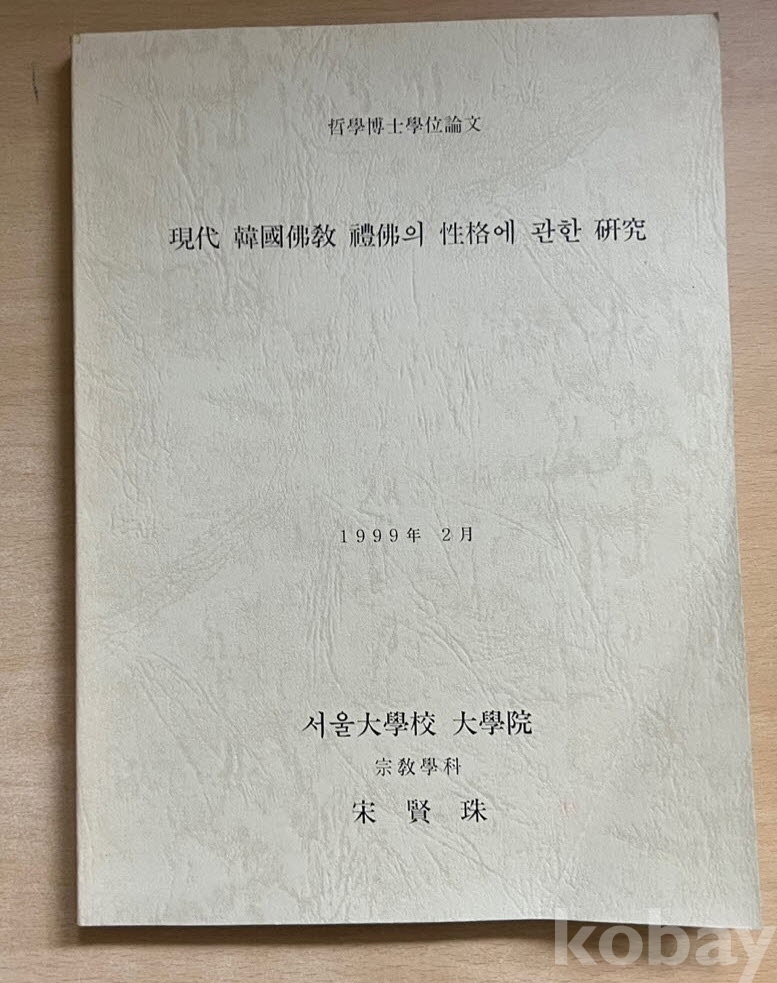 哲學博士學位論文
現代 韓國佛敎 禮佛의 性格에 관한 硏究
1999年 2月
서울大學校 大學院
宗敎學科
宋 賢 珠
kobay